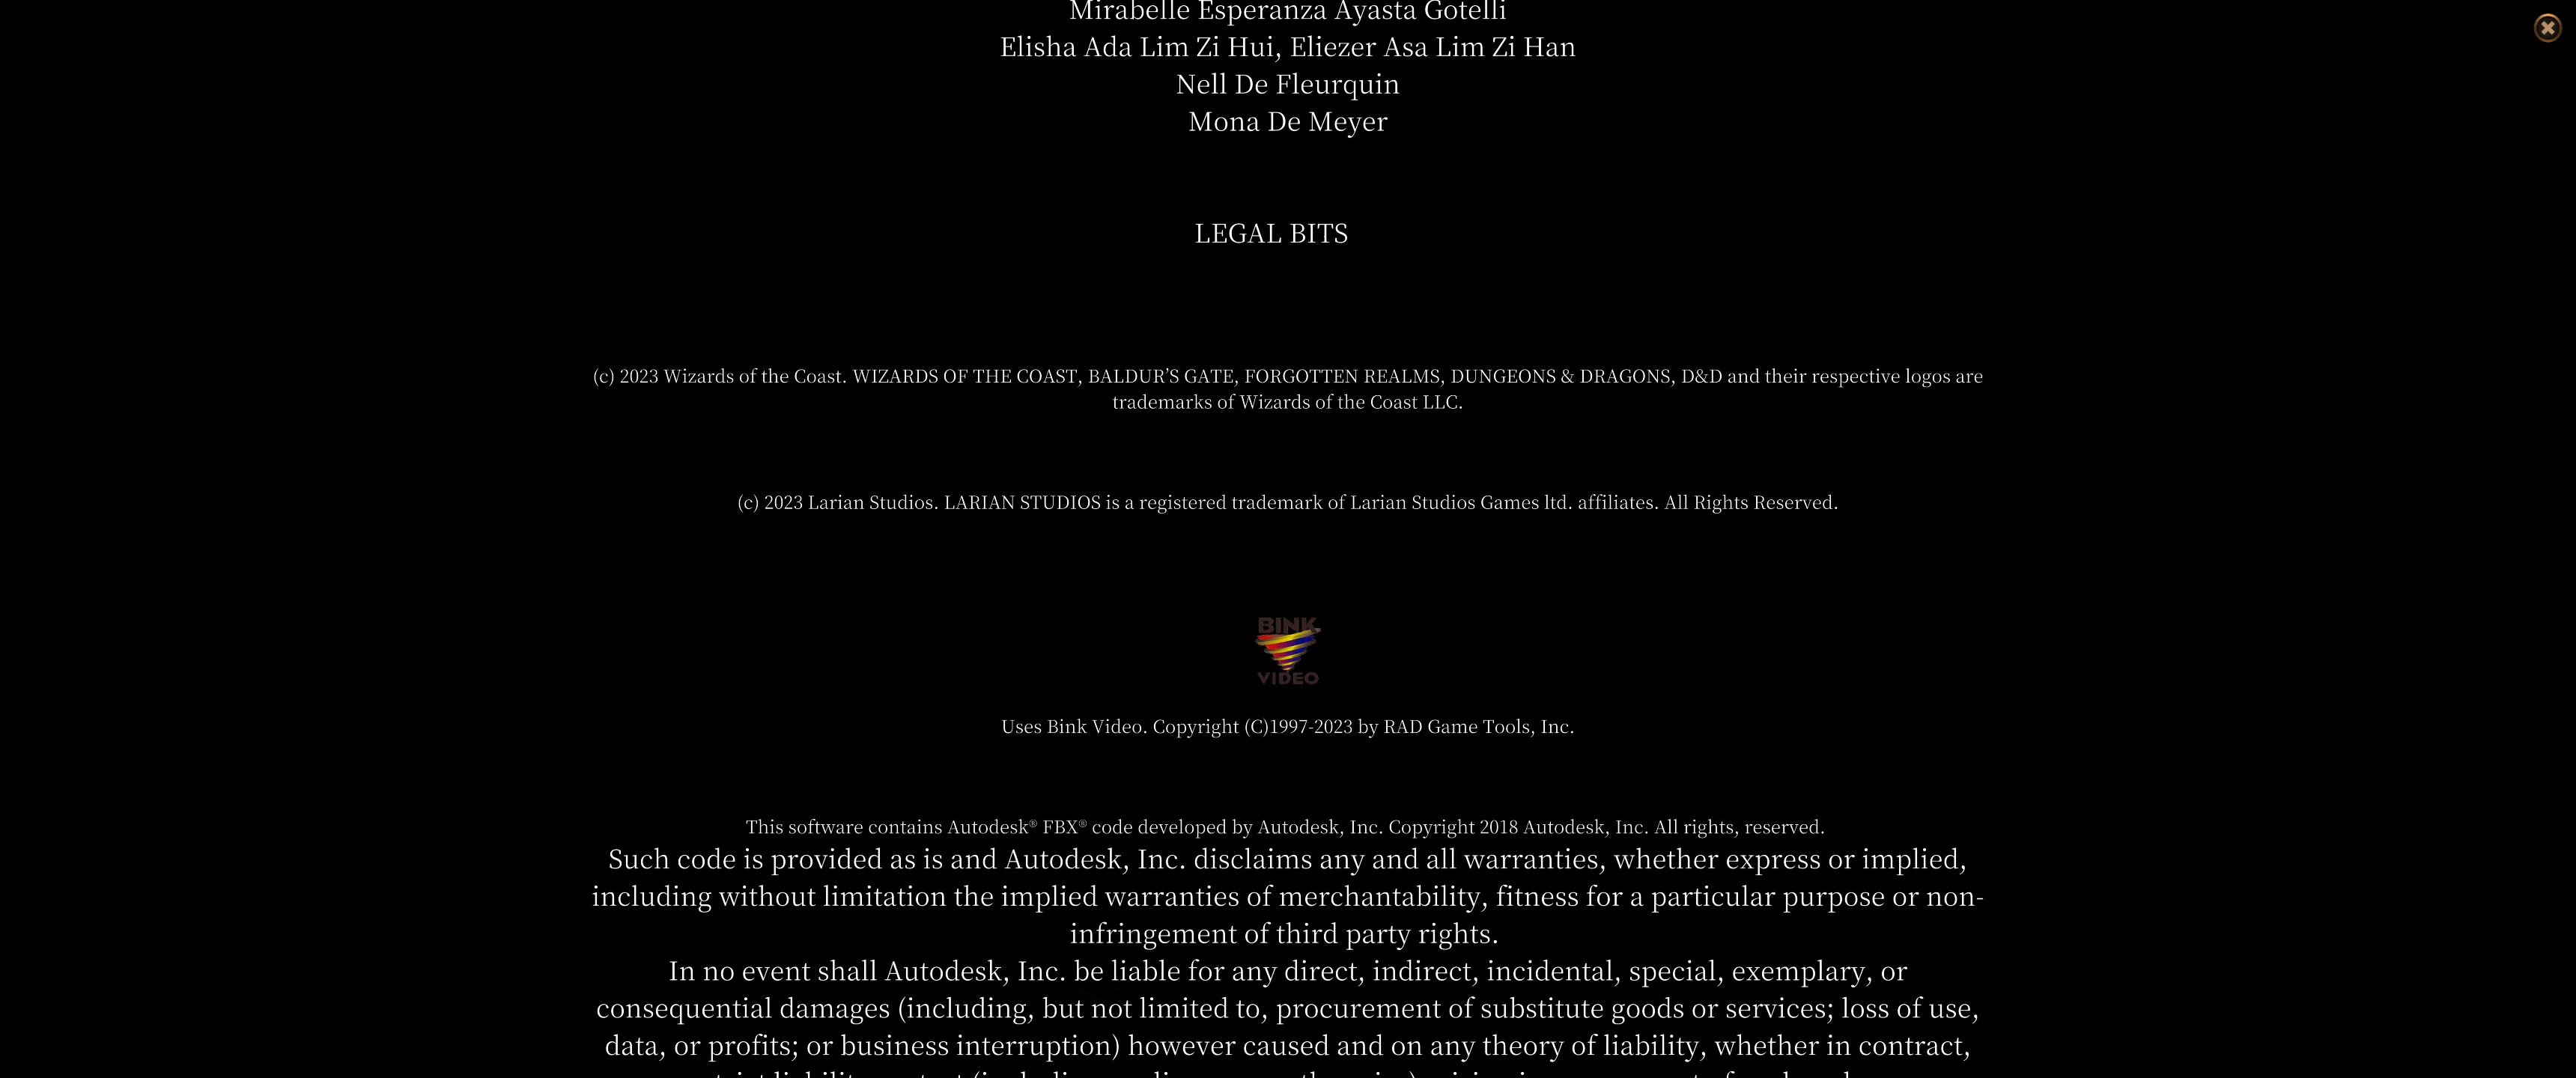 Mirabelle Esperanza Ayasta Gotelli
Elisha Ada Lim Zi Hui, Eliezer Asa Lim Zi Han
Nell De Fleurquin
Mona De Meyer
LEGAL BITS
(c) 2023 Wizards of the Coast. WIZARDS OF THE COAST, BALDUR’S GATE, FORGOTTEN REALMS, DUNGEONS & DRAGONS, D&D and their respective logos are
trademarks of Wizards of the Coast LLC.
(c) 2023 Larian Studios. LARIAN STUDIOS is a registered trademark of Larian Studios Games ltd. affiliates. All Rights Reserved.
BINK
VIDEO
Uses Bink Video. Copyright (C)1997-2023 by RAD Game Tools, Inc.
This software contains Autodesk® FBX® code developed by Autodesk, Inc. Copyright 2018 Autodesk, Inc. All rights, reserved.
Such code is provided as is and Autodesk, Inc. disclaims any and all warranties, whether express or implied,
including without limitation the implied warranties of merchantability, fitness for a particular purpose or non-
infringement of third party rights.
In no event shall Autodesk, Inc. be liable for any direct, indirect, incidental, special, exemplary, or
consequential damages (including, but not limited to, procurement of substitute goods or services; loss of use,
data, or profits; or business interruption) however caused and on any theory of liability, whether in contract,